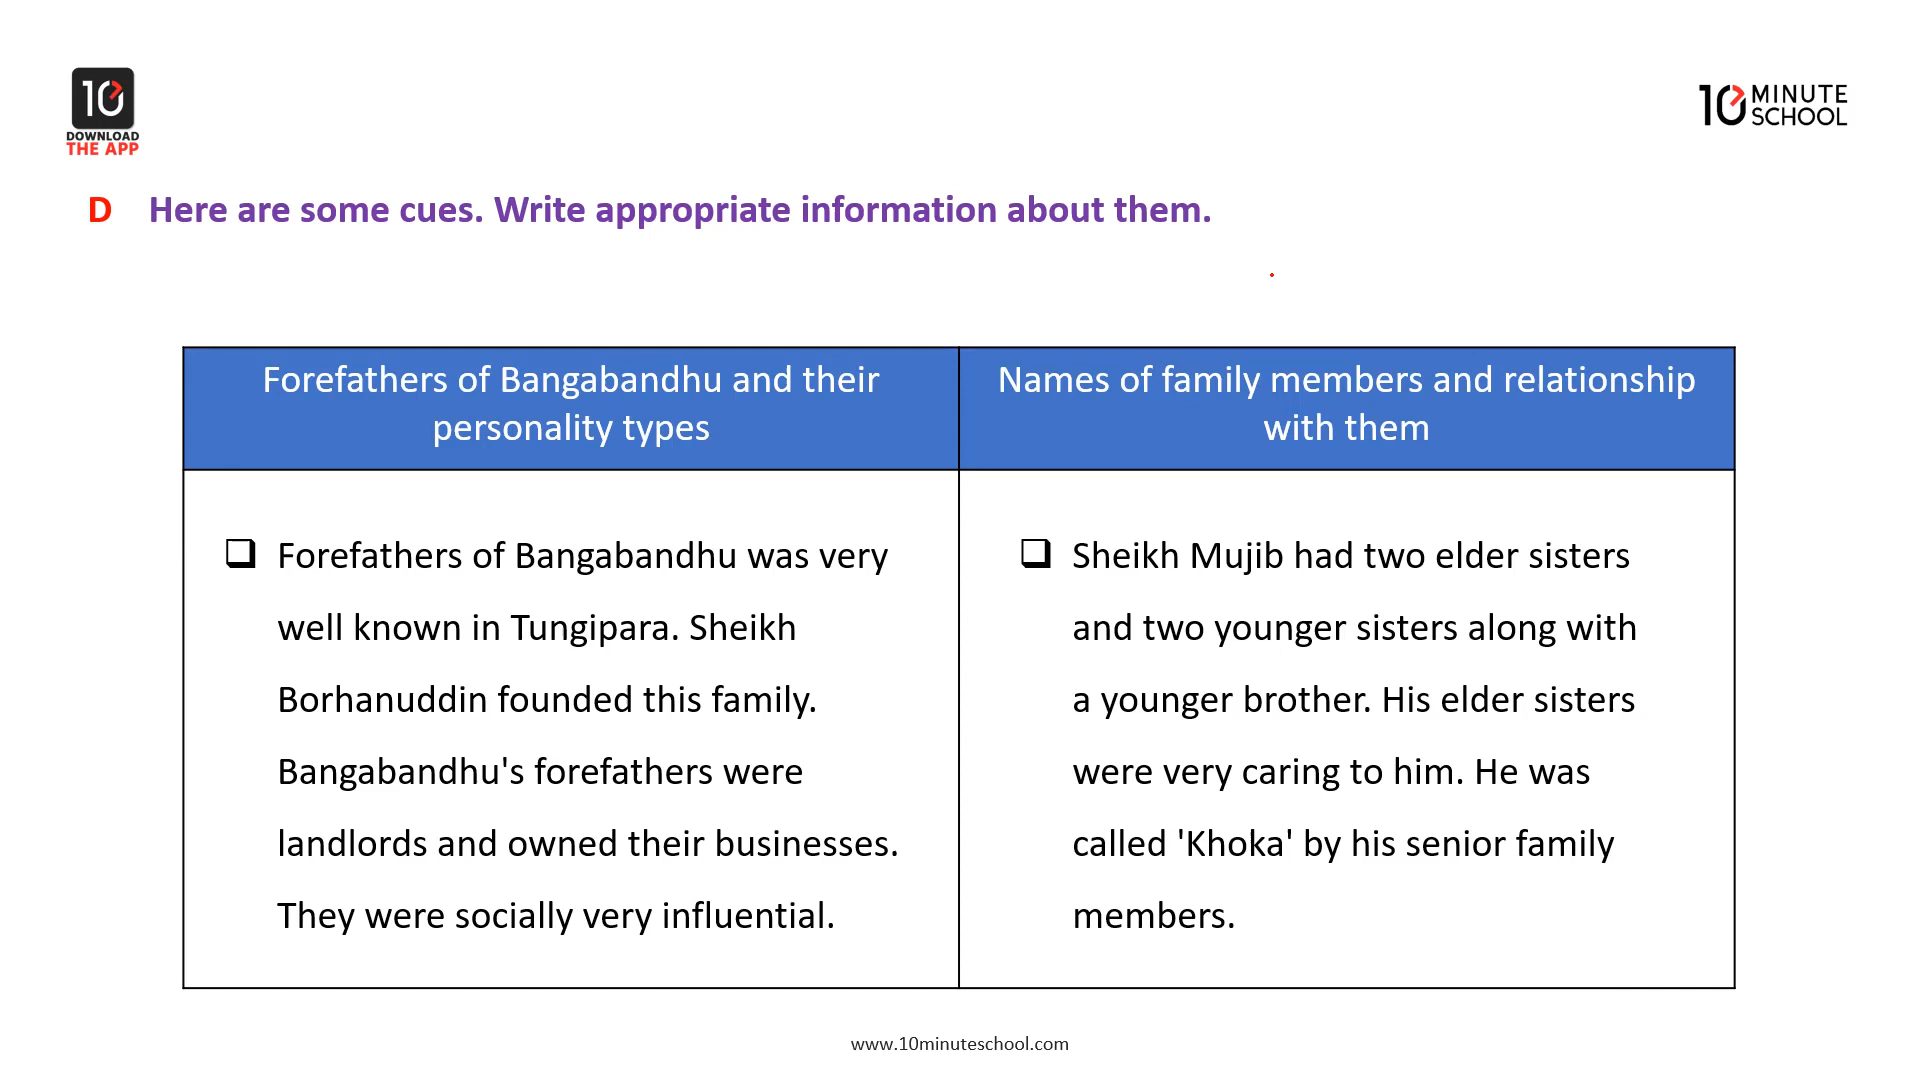 10
DOWNLOAD
THE APP
10 MINUTE
SCHOOL
D Here are some cues. Write appropriate information about them.
Forefathers of Bangabandhu and their
personality types
Names of family members and relationship
with them
Forefathers of Bangabandhu was very
well known in Tungipara. Sheikh
Borhanuddin founded this family.
Bangabandhu's forefathers were
landlords and owned their businesses.
They were socially very influential.
Sheikh Mujib had two elder sisters
and two younger sisters along with
a younger brother. His elder sisters
were very caring to him. He was
called 'Khoka' by his senior family
members.
www.10minuteschool.com